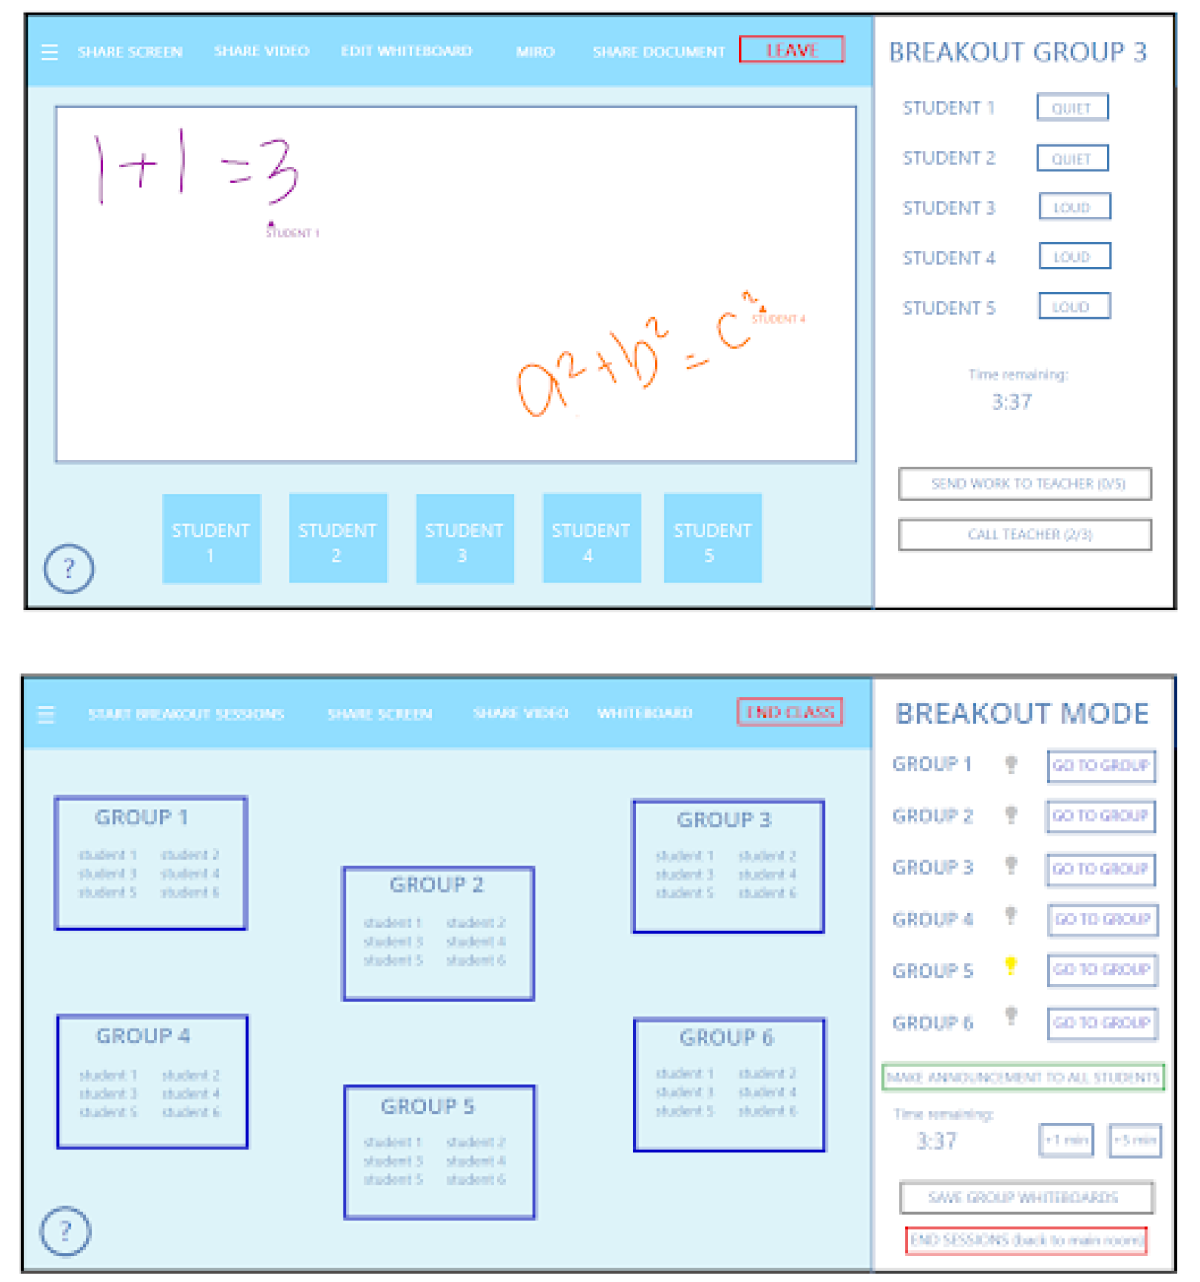 ☰ SHARE SCREEN SHARE VIDEO EDIT WHITEBOARD MIRO SHARE DOCUMENT LEAVE
1+1=3
STUDENT 1
a²+b²=c²
STUDENT 4
STUDENT 1
STUDENT 2
STUDENT 3
STUDENT 4
STUDENT 5
?
BREAKOUT GROUP 3
STUDENT 1 QUIET
STUDENT 2 QUIET
STUDENT 3 LOUD
STUDENT 4 LOUD
STUDENT 5 LOUD
Time remaining:
3:37
SEND WORK TO TEACHER (0/5)
CALL TEACHER (2/3)
☰ START BREAKOUT SESSIONS SHARE SCREEN SHARE VIDEO WHITEBOARD END CLASS
GROUP 1
student 1 student 2
student 3 student 4
student 5 student 6
GROUP 2
student 1 student 2
student 3 student 4
student 5 student 6
GROUP 3
student 1 student 2
student 3 student 4
student 5 student 6
GROUP 4
student 1 student 2
student 3 student 4
student 5 student 6
GROUP 5
student 1 student 2
student 3 student 4
student 5 student 6
GROUP 6
student 1 student 2
student 3 student 4
student 5 student 6
?
BREAKOUT MODE
GROUP 1 GO TO GROUP
GROUP 2 GO TO GROUP
GROUP 3 GO TO GROUP
GROUP 4 GO TO GROUP
GROUP 5 GO TO GROUP
GROUP 6 GO TO GROUP
MAKE ANNOUNCEMENT TO ALL STUDENTS
Time remaining:
3:37 +1 min +5 min
SAVE GROUP WHITEBOARDS
END SESSIONS (back to main room)